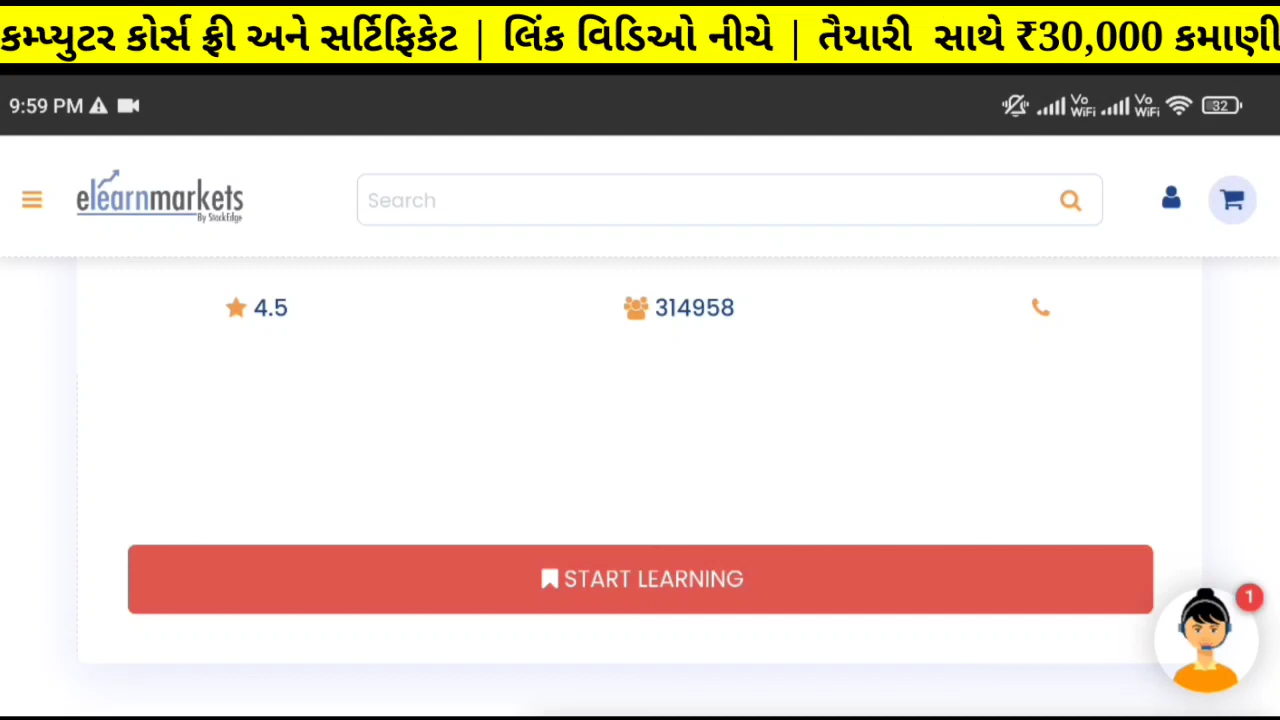 કમ્પ્યુટર કોર્સ ફ્રી અને સર્ટિફિકેટ | લિંક વિડિઓ નીચે | તૈયારી સાથે ₹30,000 કમાણી
9:59 PM Vo WiFi Vo WiFi 32
elearnmarkets
By StockEdge
Search
4.5 314958
START LEARNING
1